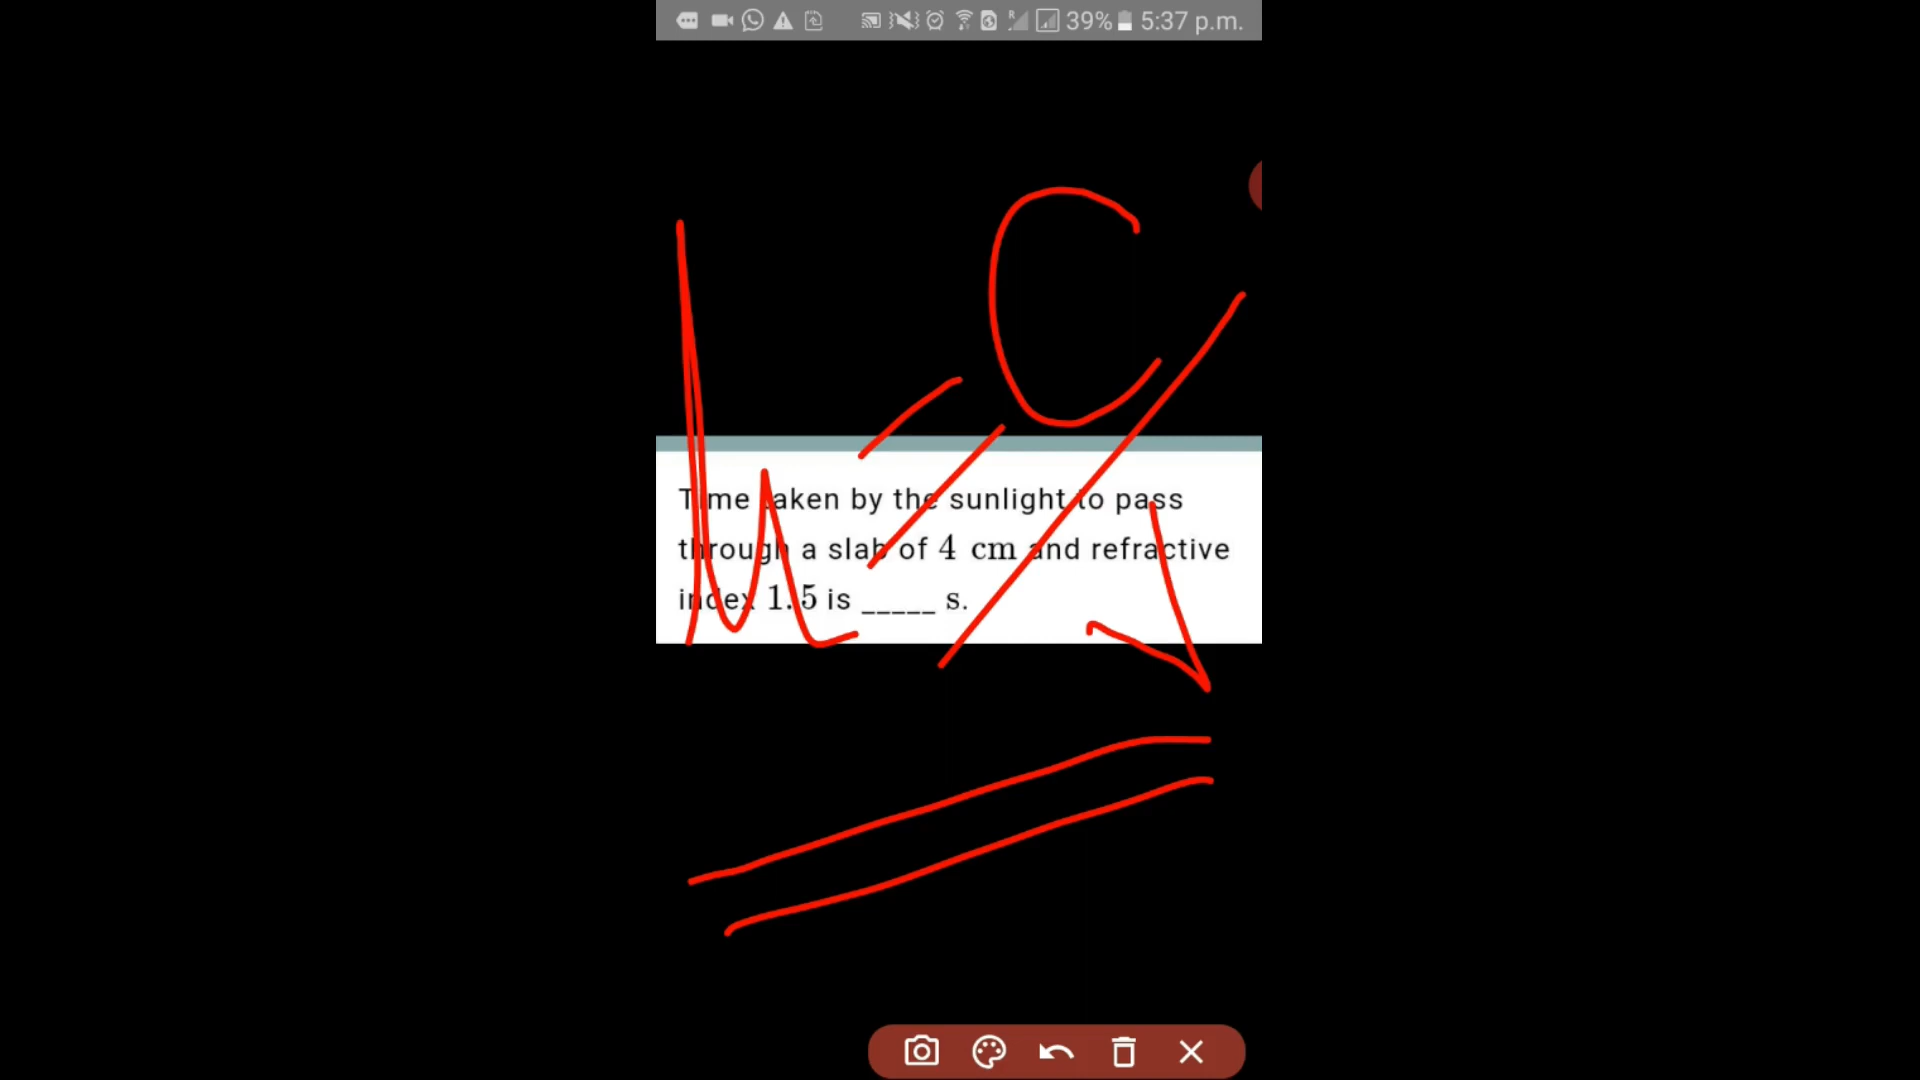 39% 5:37 p.m.
μ = C / υ
Time taken by the sunlight to pass
through a slab of 4 cm and refractive
index 1.5 is _____ s.